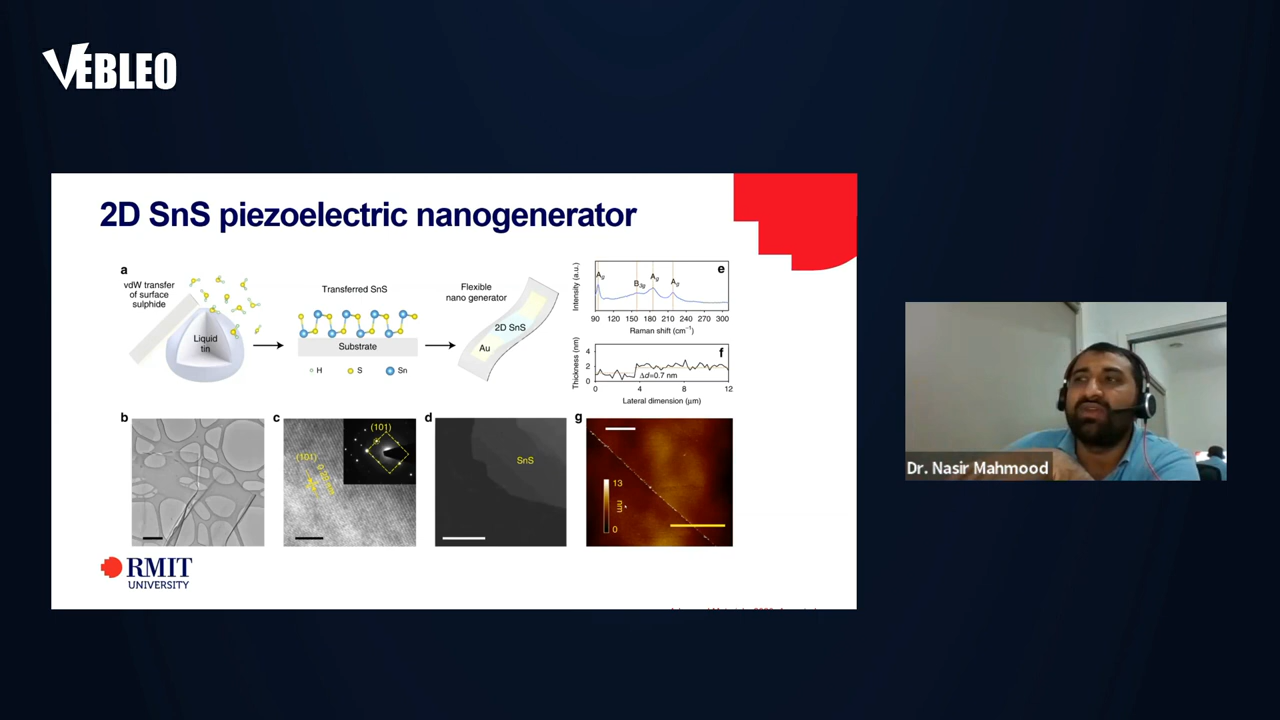 VEBLEO
2D SnS piezoelectric nanogenerator
a
vdW transfer
of surface
sulphide
Liquid
tin
Transferred SnS
Substrate
H S Sn
Flexible
nano generator
2D SnS
Au
e
Intensity (a.u.)
Ag
B3g
Ag
Ag
90 120 150 180 210 240 270 300
Raman shift (cm⁻¹)
f
Thickness (nm)
4
2
0
Δd=0.7 nm
0 4 8 12
Lateral dimension (μm)
b
c
(101)
(101)
d
SnS
g
13
nm
0
RMIT
UNIVERSITY
Dr. Nasir Mahmood